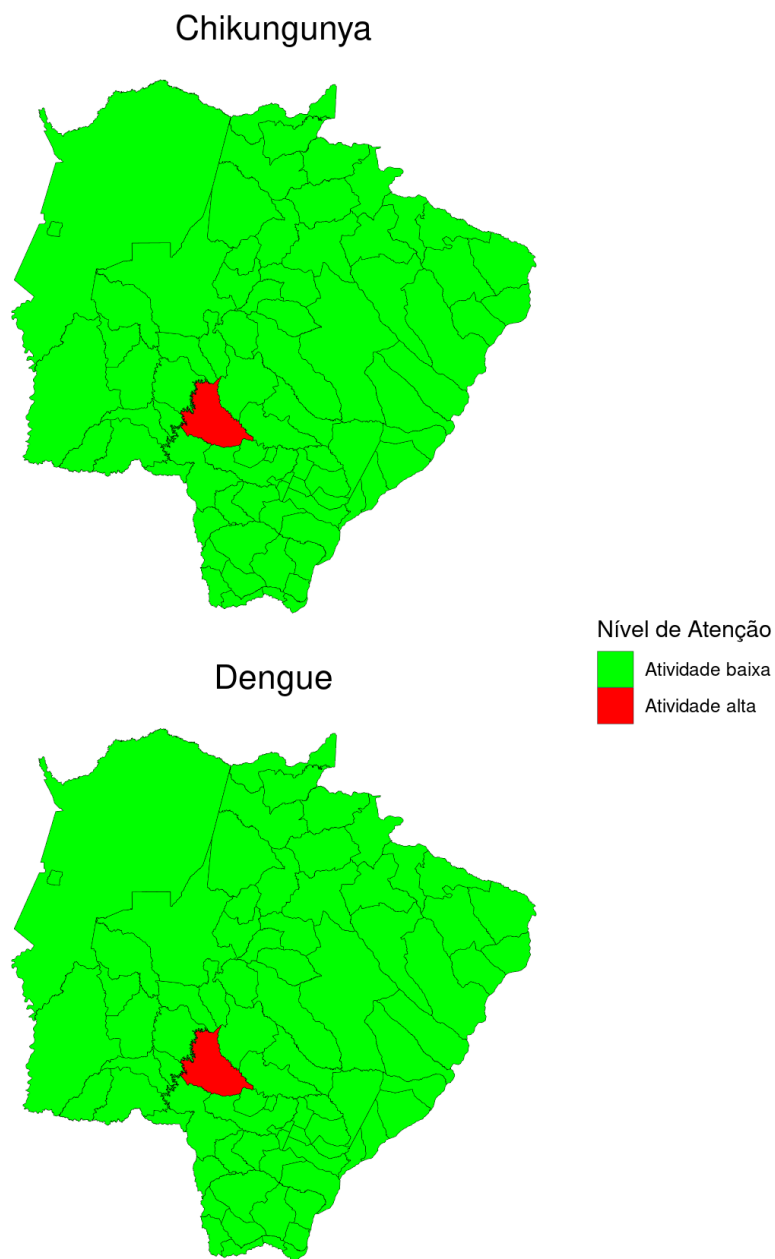 Chikungunya
Nível de Atenção
Atividade baixa
Atividade alta
Dengue